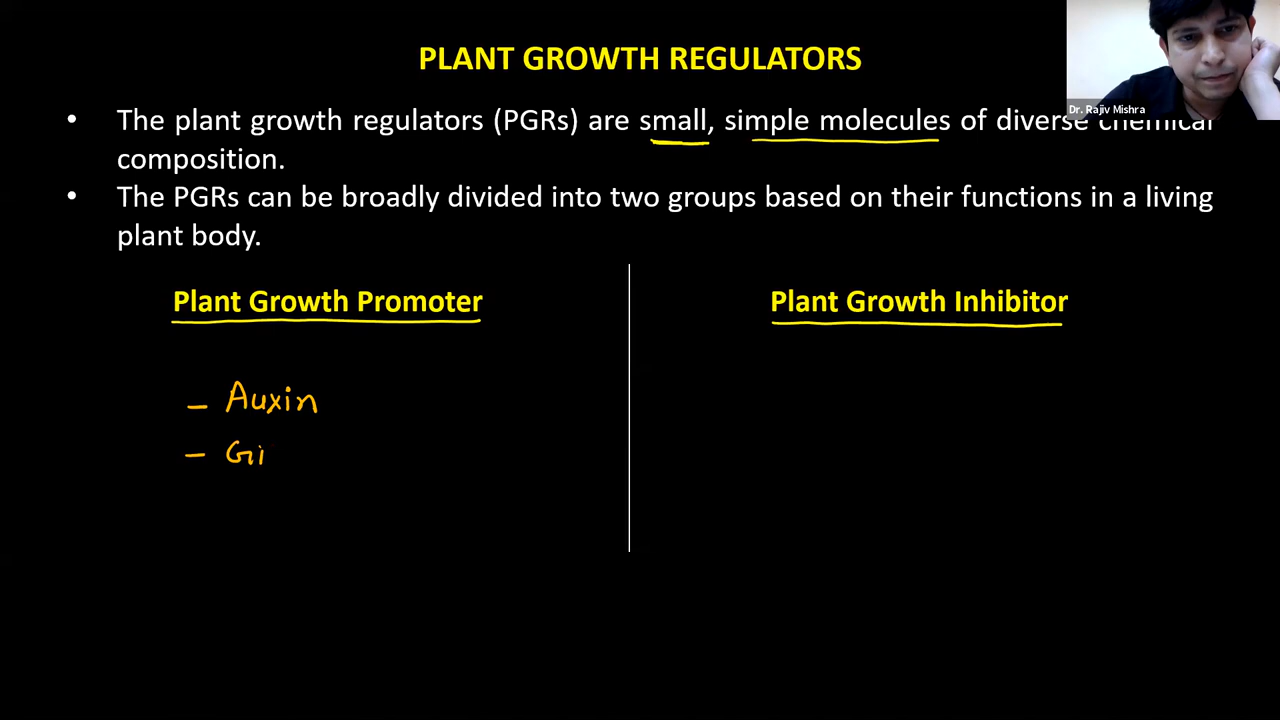 PLANT GROWTH REGULATORS
Dr. Rajiv Mishra
• The plant growth regulators (PGRs) are small, simple molecules of diverse chemical
composition.
• The PGRs can be broadly divided into two groups based on their functions in a living
plant body.
Plant Growth Promoter
Plant Growth Inhibitor
– Auxin
– Gi